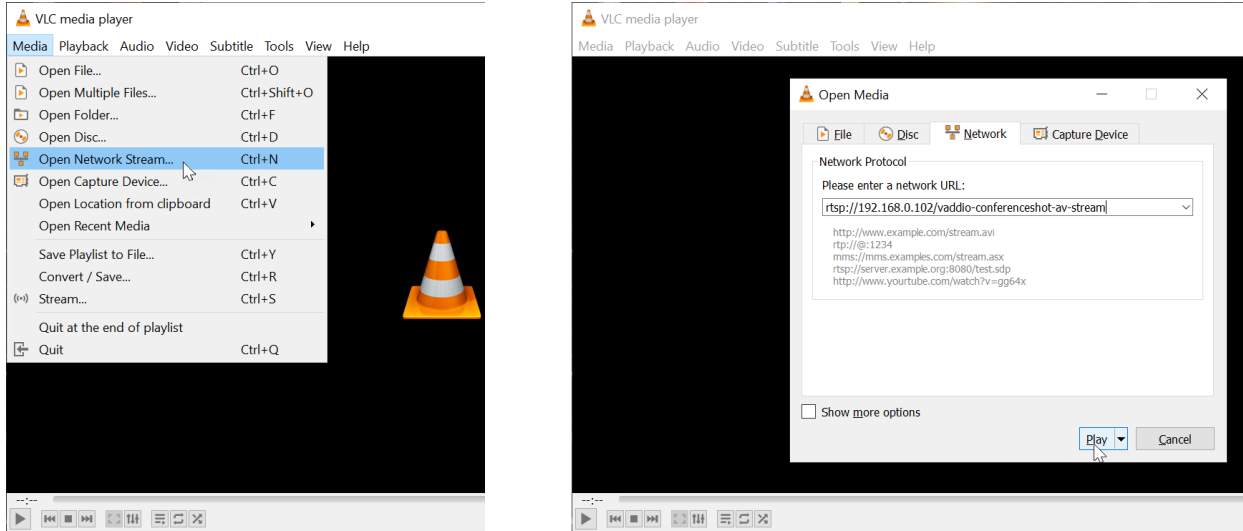 VLC media player
Media Playback Audio Video Subtitle Tools View Help
Open File... Ctrl+O
Open Multiple Files... Ctrl+Shift+O
Open Folder... Ctrl+F
Open Disc... Ctrl+D
Open Network Stream... Ctrl+N
Open Capture Device... Ctrl+C
Open Location from clipboard Ctrl+V
Open Recent Media
Save Playlist to File... Ctrl+Y
Convert / Save... Ctrl+R
Stream... Ctrl+S
Quit at the end of playlist
Quit Ctrl+Q
--:--
VLC media player
Media Playback Audio Video Subtitle Tools View Help
Open Media
File Disc Network Capture Device
Network Protocol
Please enter a network URL:
rtsp://192.168.0.102/vaddio-conferenceshot-av-stream
http://www.example.com/stream.avi
rtp://@:1234
mms://mms.examples.com/stream.asx
rtsp://server.example.org:8080/test.sdp
http://www.yourtube.com/watch?v=gg64x
Show more options
Play Cancel
--:--